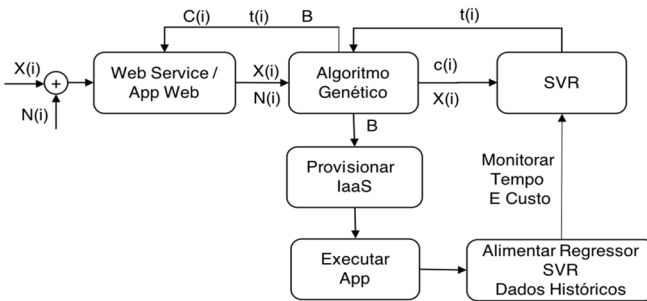 C(i) t(i) B
t(i)
X(i)
+
N(i)
Web Service /
App Web
X(i)
N(i)
Algoritmo
Genético
c(i)
X(i)
SVR
B
Provisionar
IaaS
Monitorar
Tempo
E Custo
Executar
App
Alimentar Regressor
SVR
Dados Históricos